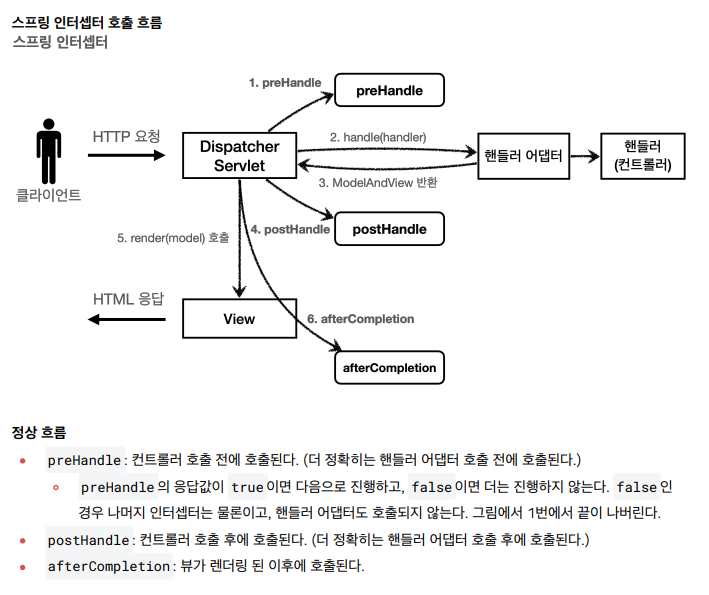 스프링 인터셉터 호출 흐름
스프링 인터셉터
1. preHandle
preHandle
HTTP 요청
Dispatcher
Servlet
2. handle(handler)
핸들러 어댑터
핸들러
(컨트롤러)
클라이언트
3. ModelAndView 반환
5. render(model) 호출
4. postHandle
postHandle
HTML 응답
View
6. afterCompletion
afterCompletion
정상 흐름
• preHandle : 컨트롤러 호출 전에 호출된다. (더 정확히는 핸들러 어댑터 호출 전에 호출된다.)
◦ preHandle 의 응답값이 true 이면 다음으로 진행하고, false 이면 더는 진행하지 않는다. false 인
경우 나머지 인터셉터는 물론이고, 핸들러 어댑터도 호출되지 않는다. 그림에서 1번에서 끝이 나버린다.
• postHandle : 컨트롤러 호출 후에 호출된다. (더 정확히는 핸들러 어댑터 호출 후에 호출된다.)
• afterCompletion : 뷰가 렌더링 된 이후에 호출된다.